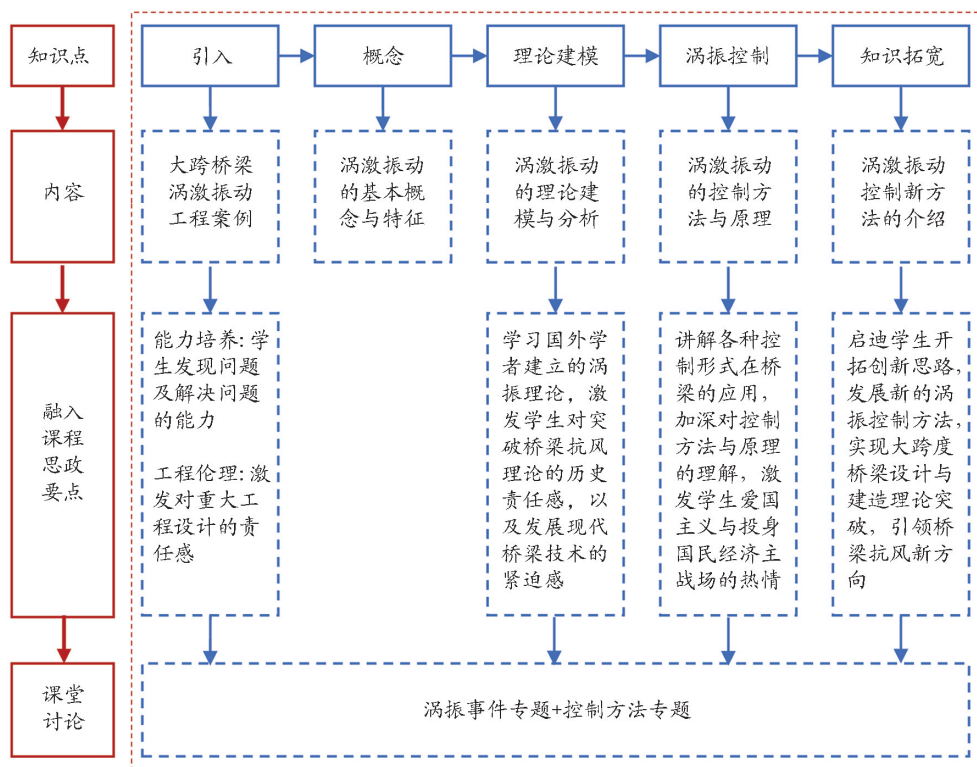 知识点
引入
概念
理论建模
涡振控制
知识拓宽
内容
大跨桥梁
涡激振动
工程案例
涡激振动
的基本概
念与特征
涡激振动
的理论建
模与分析
涡激振动
的控制方
法与原理
涡激振动
控制新方
法的介绍
融入
课程
思政
要点
能力培养:学
生发现问题
及解决问题
的能力
工程伦理:激
发对重大工
程设计的责
任感
学习国外学
者建立的涡
振理论,激
发学生对突
破桥梁抗风
理论的历史
责任感,以
及发展现代
桥梁技术的
紧迫感
讲解各种控
制形式在桥
梁的应用,
加深对控制
方法与原理
的理解,激
发学生爱国
主义与投身
国民经济主
战场的热情
启迪学生开
拓创新思路,
发展新的涡
振控制方法,
实现大跨度
桥梁设计与
建造理论突
破,引领桥
梁抗风新方
向
课堂
讨论
涡振事件专题+控制方法专题